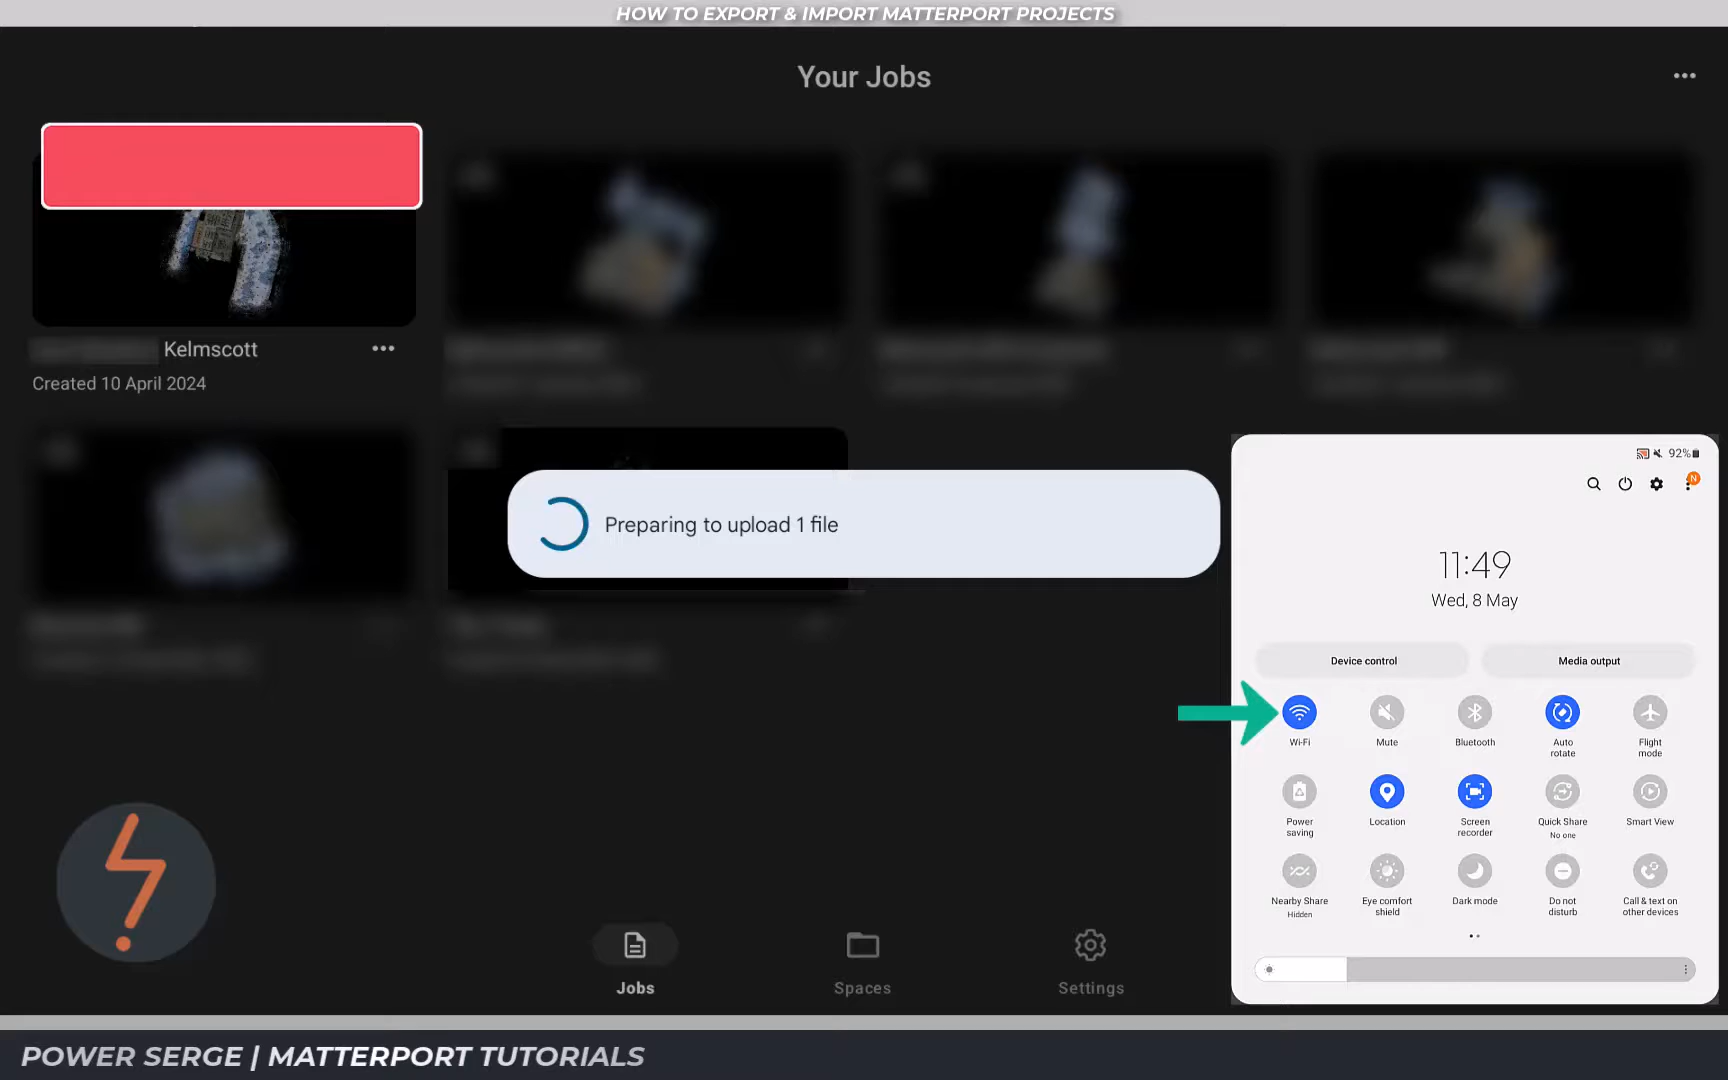 HOW TO EXPORT & IMPORT MATTERPORT PROJECTS
Your Jobs
Kelmscott
Created 10 April 2024
Preparing to upload 1 file
92%
N
11:49
Wed, 8 May
Device control
Media output
Wi-Fi
Mute
Bluetooth
Auto
rotate
Flight
mode
Power
saving
Location
Screen
recorder
Quick Share
No one
Smart View
Nearby Share
Hidden
Eye comfort
shield
Dark mode
Do not
disturb
Call & text on
other devices
Jobs
Spaces
Settings
POWER SERGE | MATTERPORT TUTORIALS